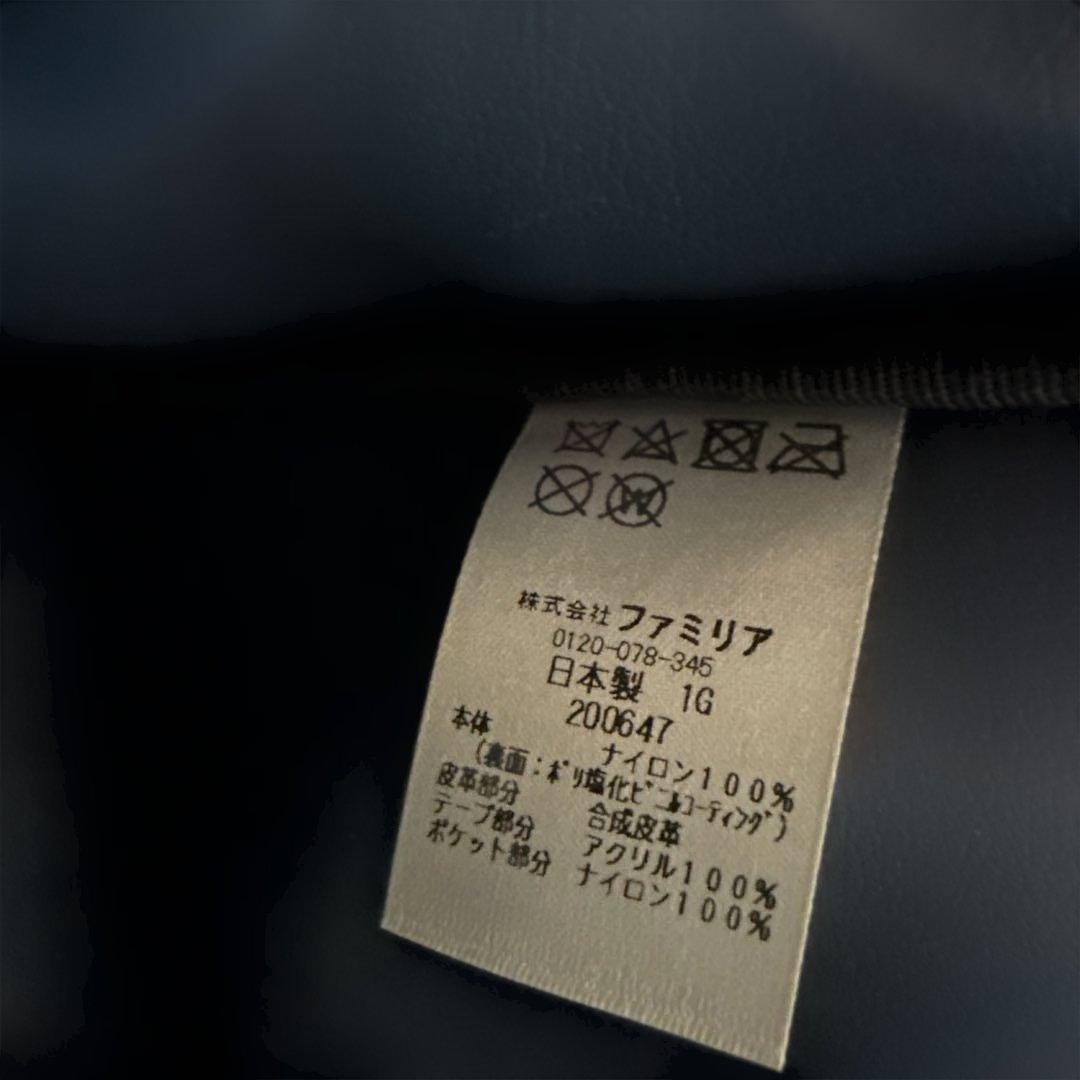 株式会社 ファミリア
0120-078-345
日本製 1G
200647
本体 ナイロン100%
(裏面:ポリ塩化ビニルコーティング)
皮革部分 合成皮革
テープ部分 アクリル100%
ポケット部分 ナイロン100%